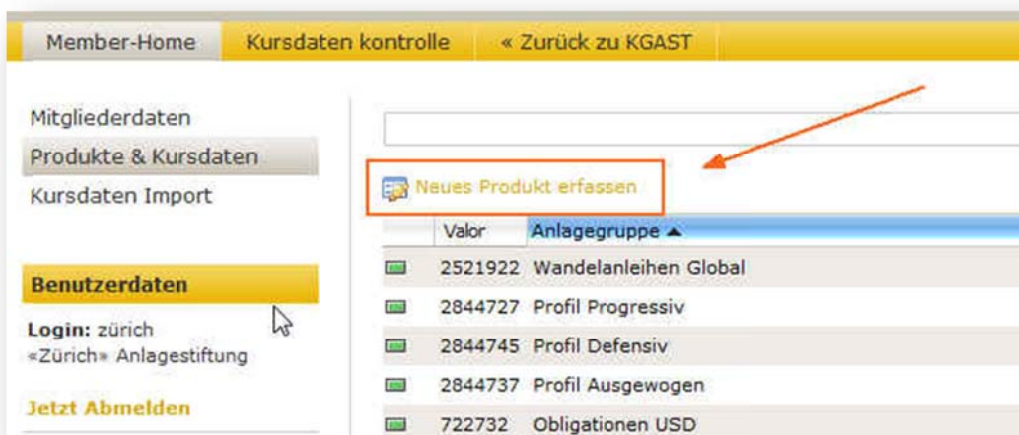 Member-Home Kursdaten kontrolle « Zurück zu KGAST
Mitgliederdaten
Produkte & Kursdaten
Kursdaten Import
Benutzerdaten
Login: zürich
«Zürich» Anlagestiftung
Jetzt Abmelden
Neues Produkt erfassen
Valor Anlagegruppe
2521922 Wandelanleihen Global
2844727 Profil Progressiv
2844745 Profil Defensiv
2844737 Profil Ausgewogen
722732 Obligationen USD